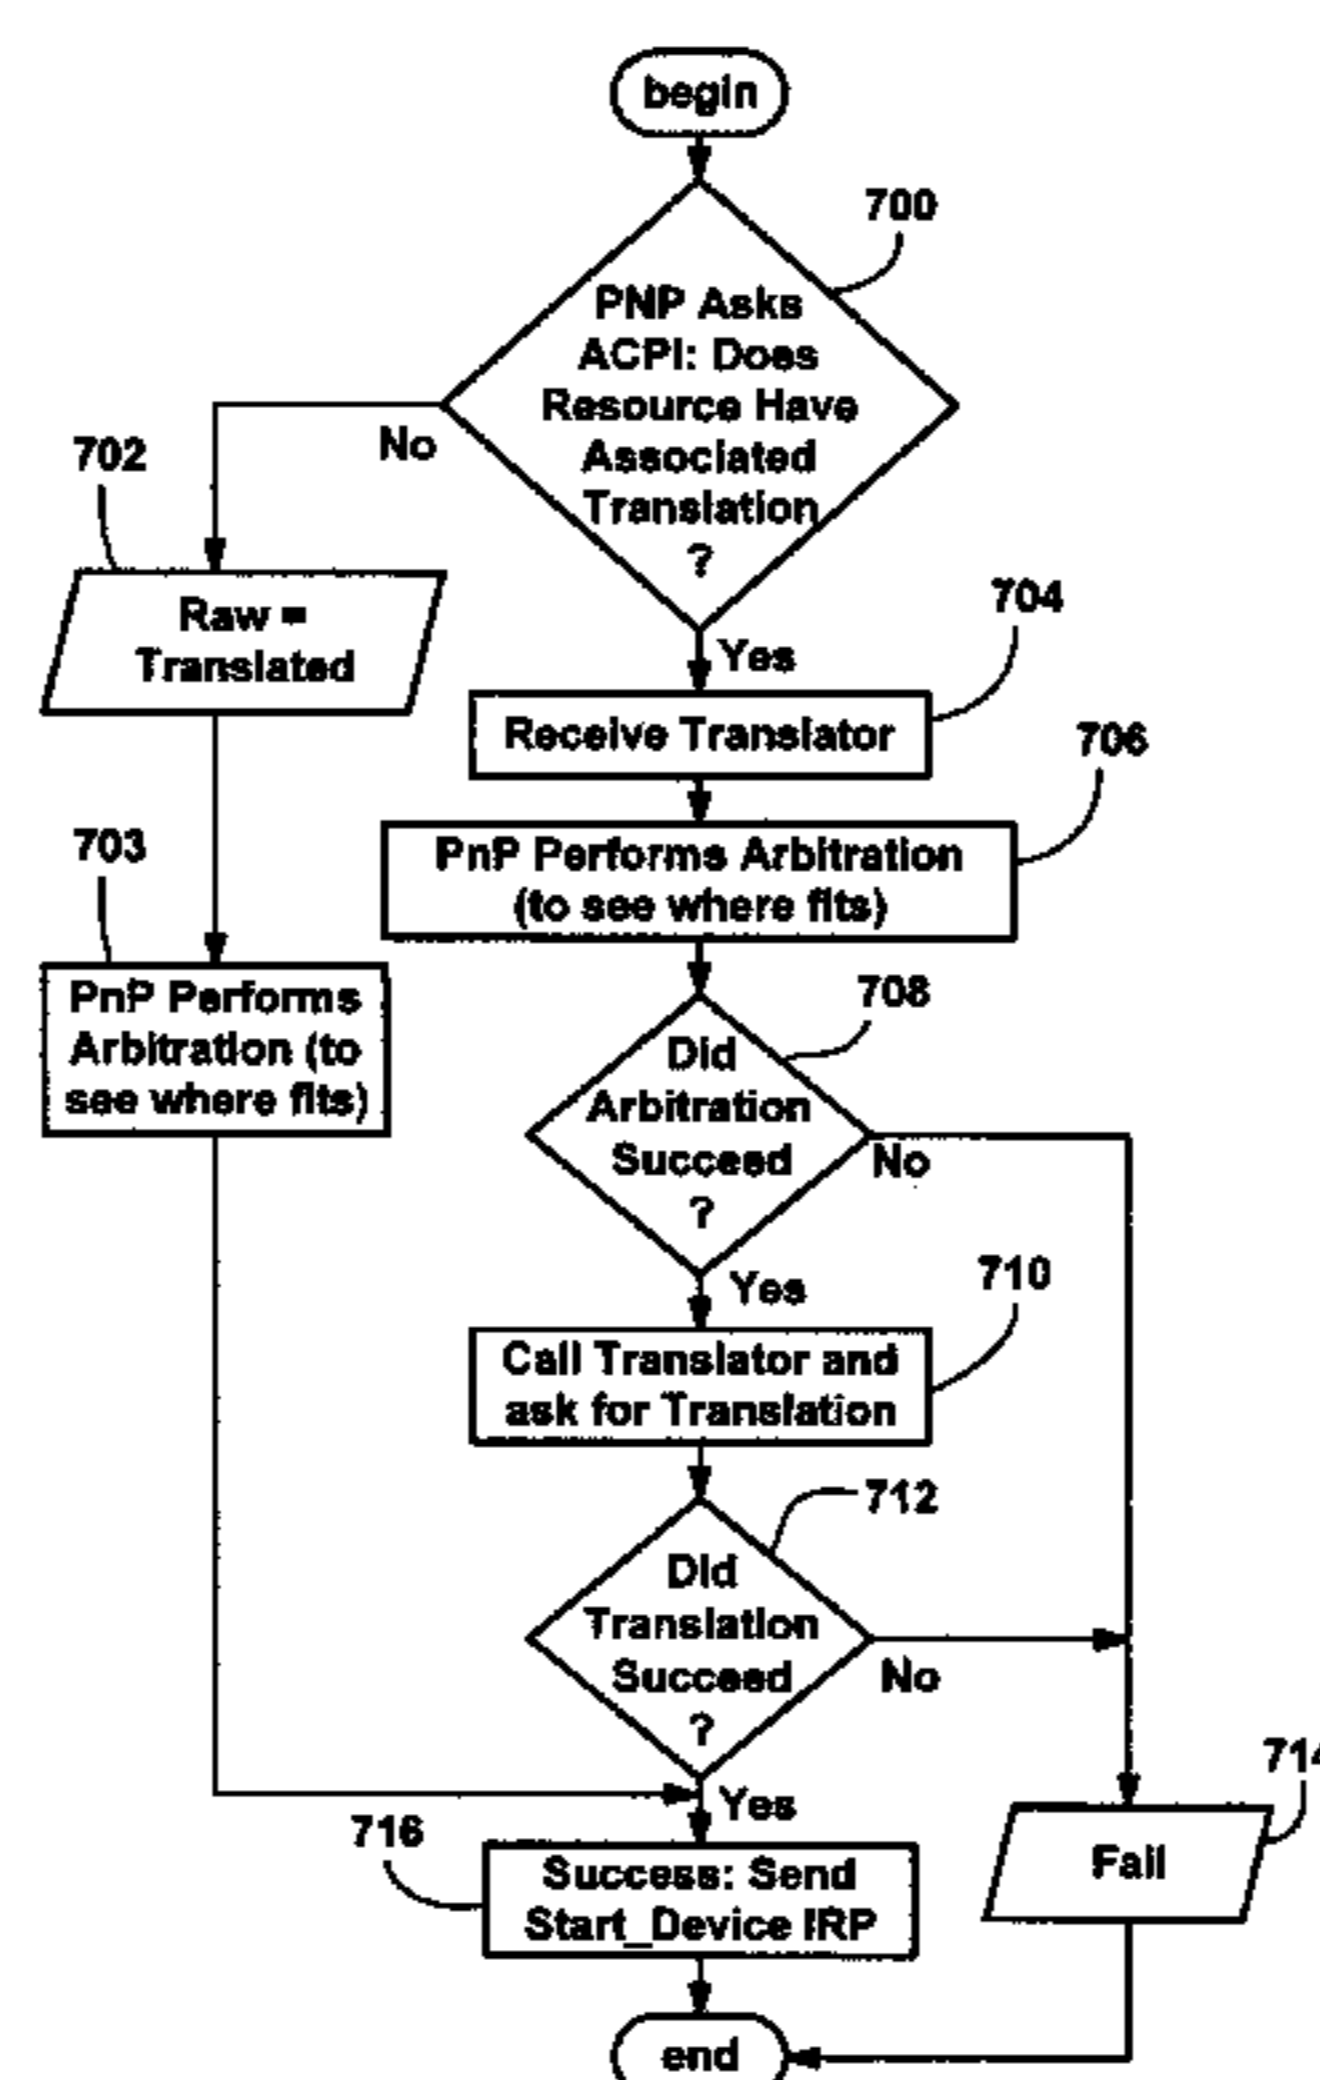 begin
700
PNP Asks
ACPI: Does
Resource Have
Associated
Translation
?
No
702
Raw =
Translated
Yes
704
Receive Translator
706
PnP Performs Arbitration
(to see where fits)
703
PnP Performs
Arbitration (to
see where fits)
708
Did
Arbitration
Succeed
?
No
Yes
710
Call Translator and
ask for Translation
712
Did
Translation
Succeed
?
No
Yes
714
Fail
716
Success: Send
Start_Device IRP
end